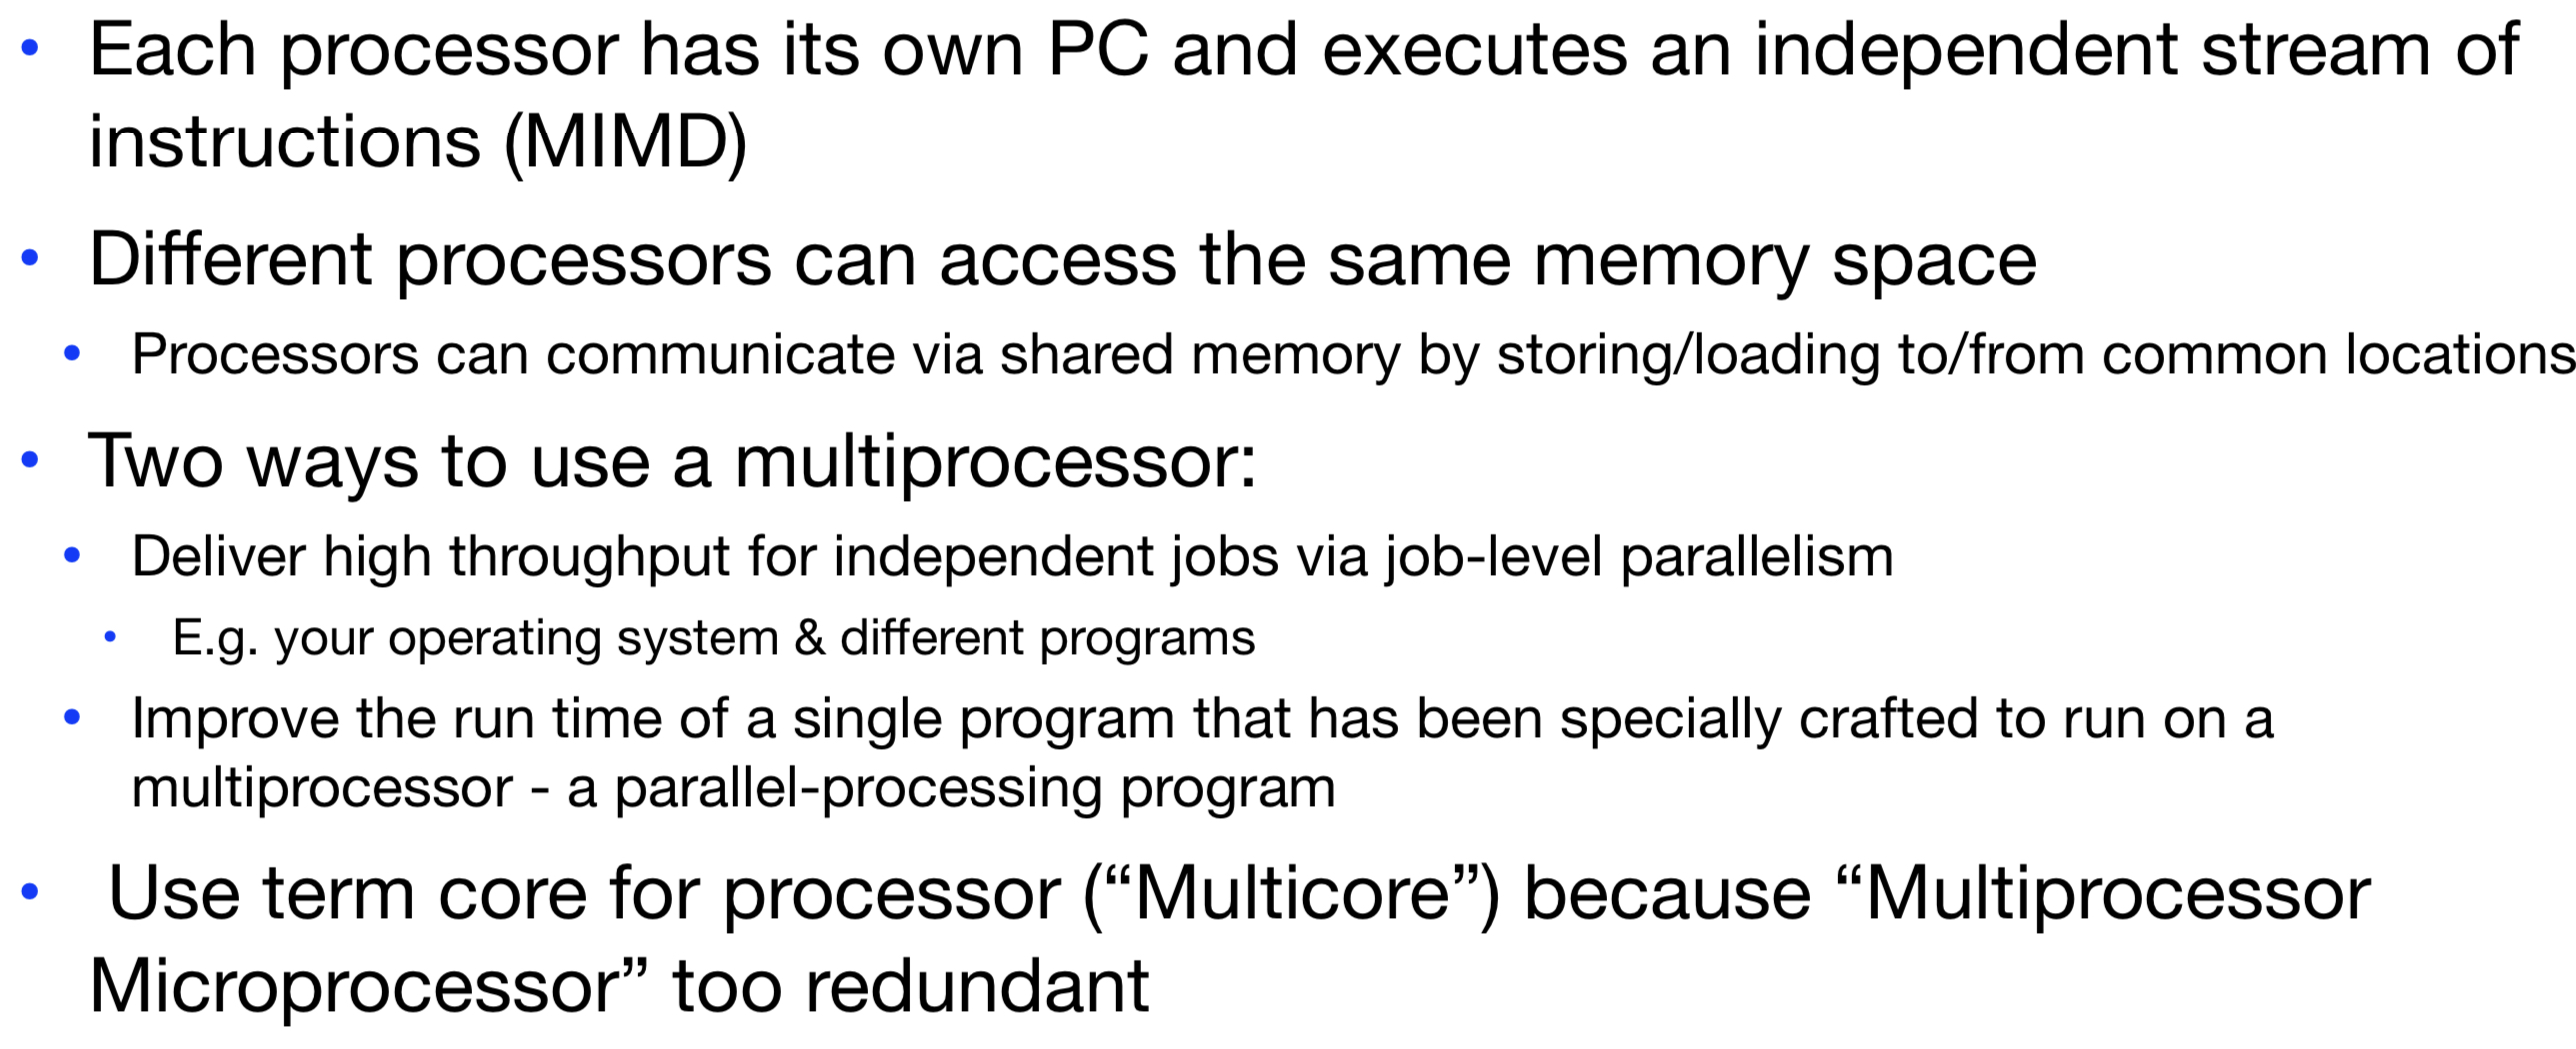 • Each processor has its own PC and executes an independent stream of
instructions (MIMD)
• Different processors can access the same memory space
• Processors can communicate via shared memory by storing/loading to/from common locations
• Two ways to use a multiprocessor:
• Deliver high throughput for independent jobs via job-level parallelism
• E.g. your operating system & different programs
• Improve the run time of a single program that has been specially crafted to run on a
multiprocessor - a parallel-processing program
• Use term core for processor (“Multicore”) because “Multiprocessor
Microprocessor” too redundant